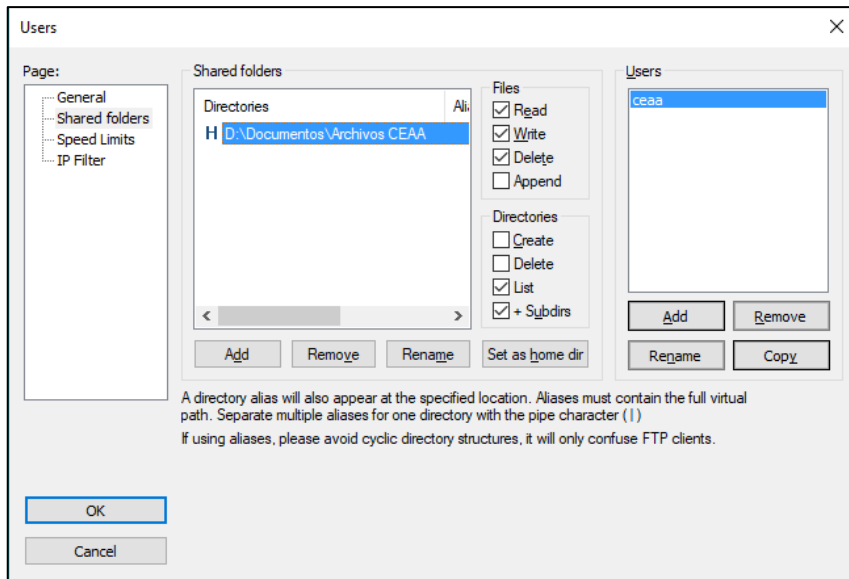 Users
Page:
General
Shared folders
Speed Limits
IP Filter
OK
Cancel
Shared folders
Directories
Ali
H D:\Documentos\Archivos CEAA
Add
Remove
Rename
Set as home dir
Files
Read
Write
Delete
Append
Directories
Create
Delete
List
+ Subdirs
Users
ceaa
Add
Remove
Rename
Copy
A directory alias will also appear at the specified location. Aliases must contain the full virtual
path. Separate multiple aliases for one directory with the pipe character (|)
If using aliases, please avoid cyclic directory structures, it will only confuse FTP clients.